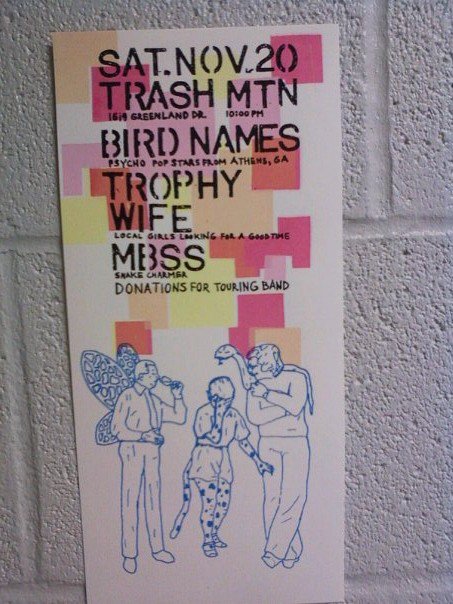 SAT. NOV. 20
TRASH MTN
1619 GREENLAND DR. 10:00 PM
BIRD NAMES
PSYCHO POP STARS FROM ATHENS, GA
TROPHY
WIFE
LOCAL GIRLS LOOKING FOR A GOOD TIME
MBSS
SNAKE CHARMER
DONATIONS FOR TOURING BAND